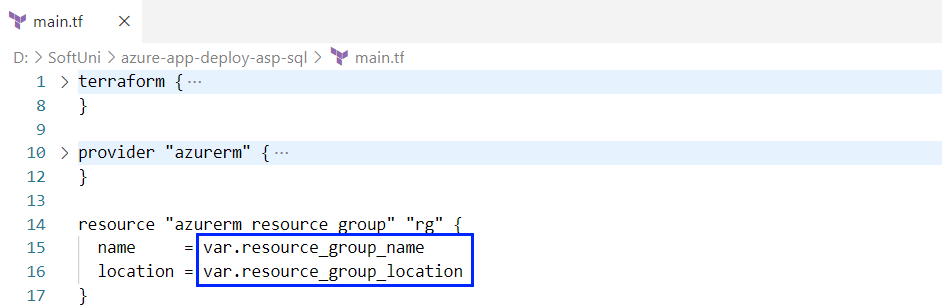 main.tf ×
D: > SoftUni > azure-app-deploy-asp-sql > main.tf
1 > terraform { ···
8 }
9
10 > provider "azurerm" { ···
12 }
13
14 resource "azurerm_resource_group" "rg" {
15 name = var.resource_group_name
16 location = var.resource_group_location
17 }